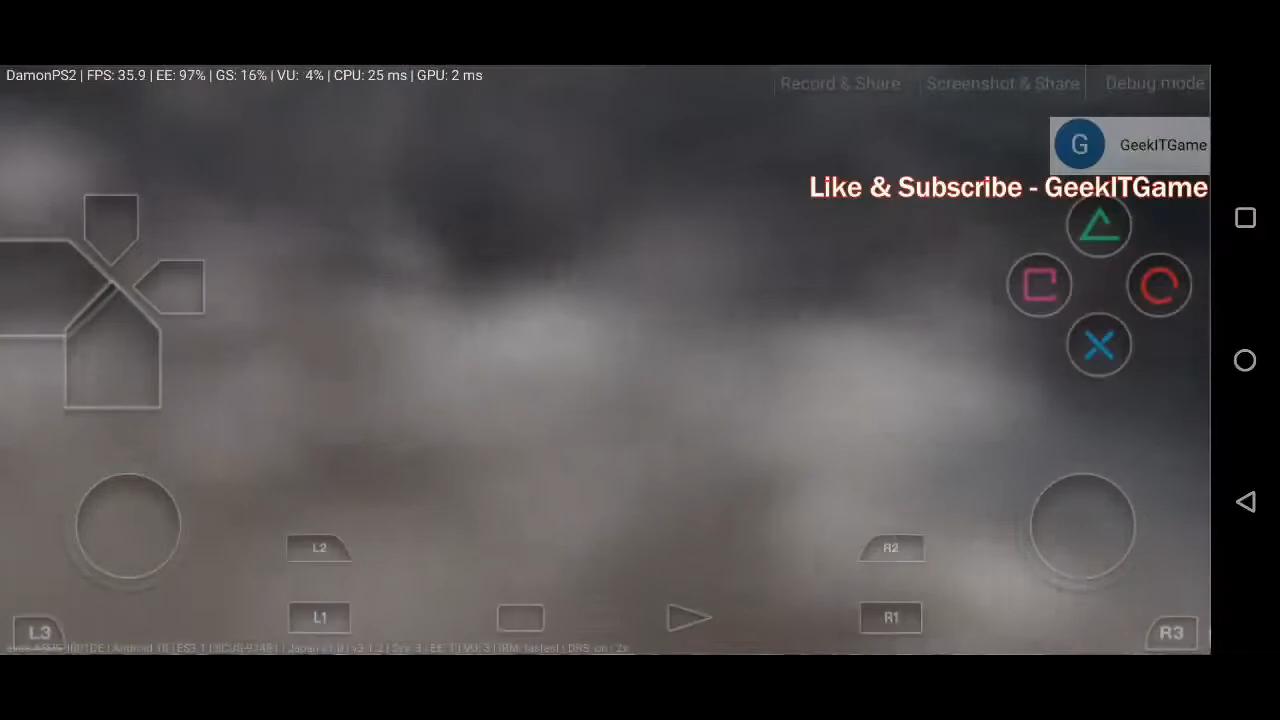 DamonPS2 | FPS: 35.9 | EE: 97% | GS: 16% | VU: 4% | CPU: 25 ms | GPU: 2 ms
Record & Share
Screenshot & Share
Debug mode
G
GeekITGame
Like & Subscribe - GeekITGame
L2
R2
L1
R1
L3
R3